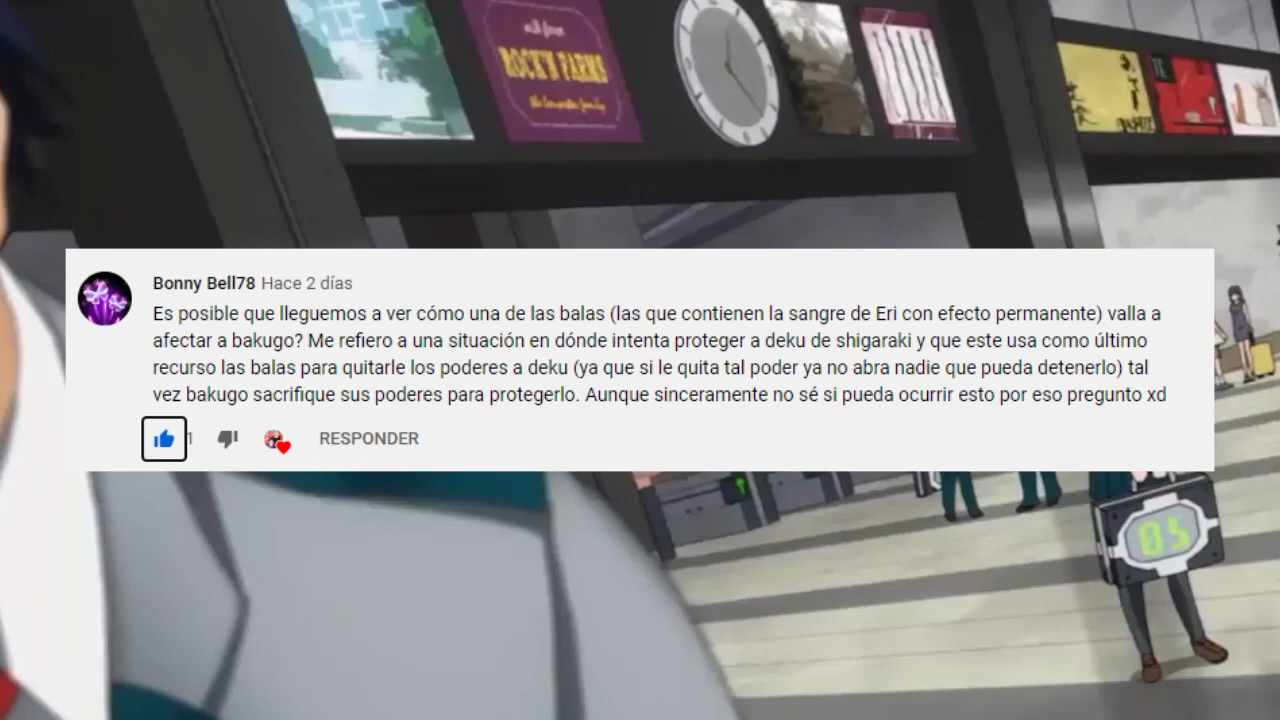 ROCK'N FARMS
Bonny Bell78 Hace 2 días
Es posible que lleguemos a ver cómo una de las balas (las que contienen la sangre de Eri con efecto permanente) valla a
afectar a bakugo? Me refiero a una situación en dónde intenta proteger a deku de shigaraki y que este usa como último
recurso las balas para quitarle los poderes a deku (ya que si le quita tal poder ya no abra nadie que pueda detenerlo) tal
vez bakugo sacrifique sus poderes para protegerlo. Aunque sinceramente no sé si pueda ocurrir esto por eso pregunto xd
1 RESPONDER
05